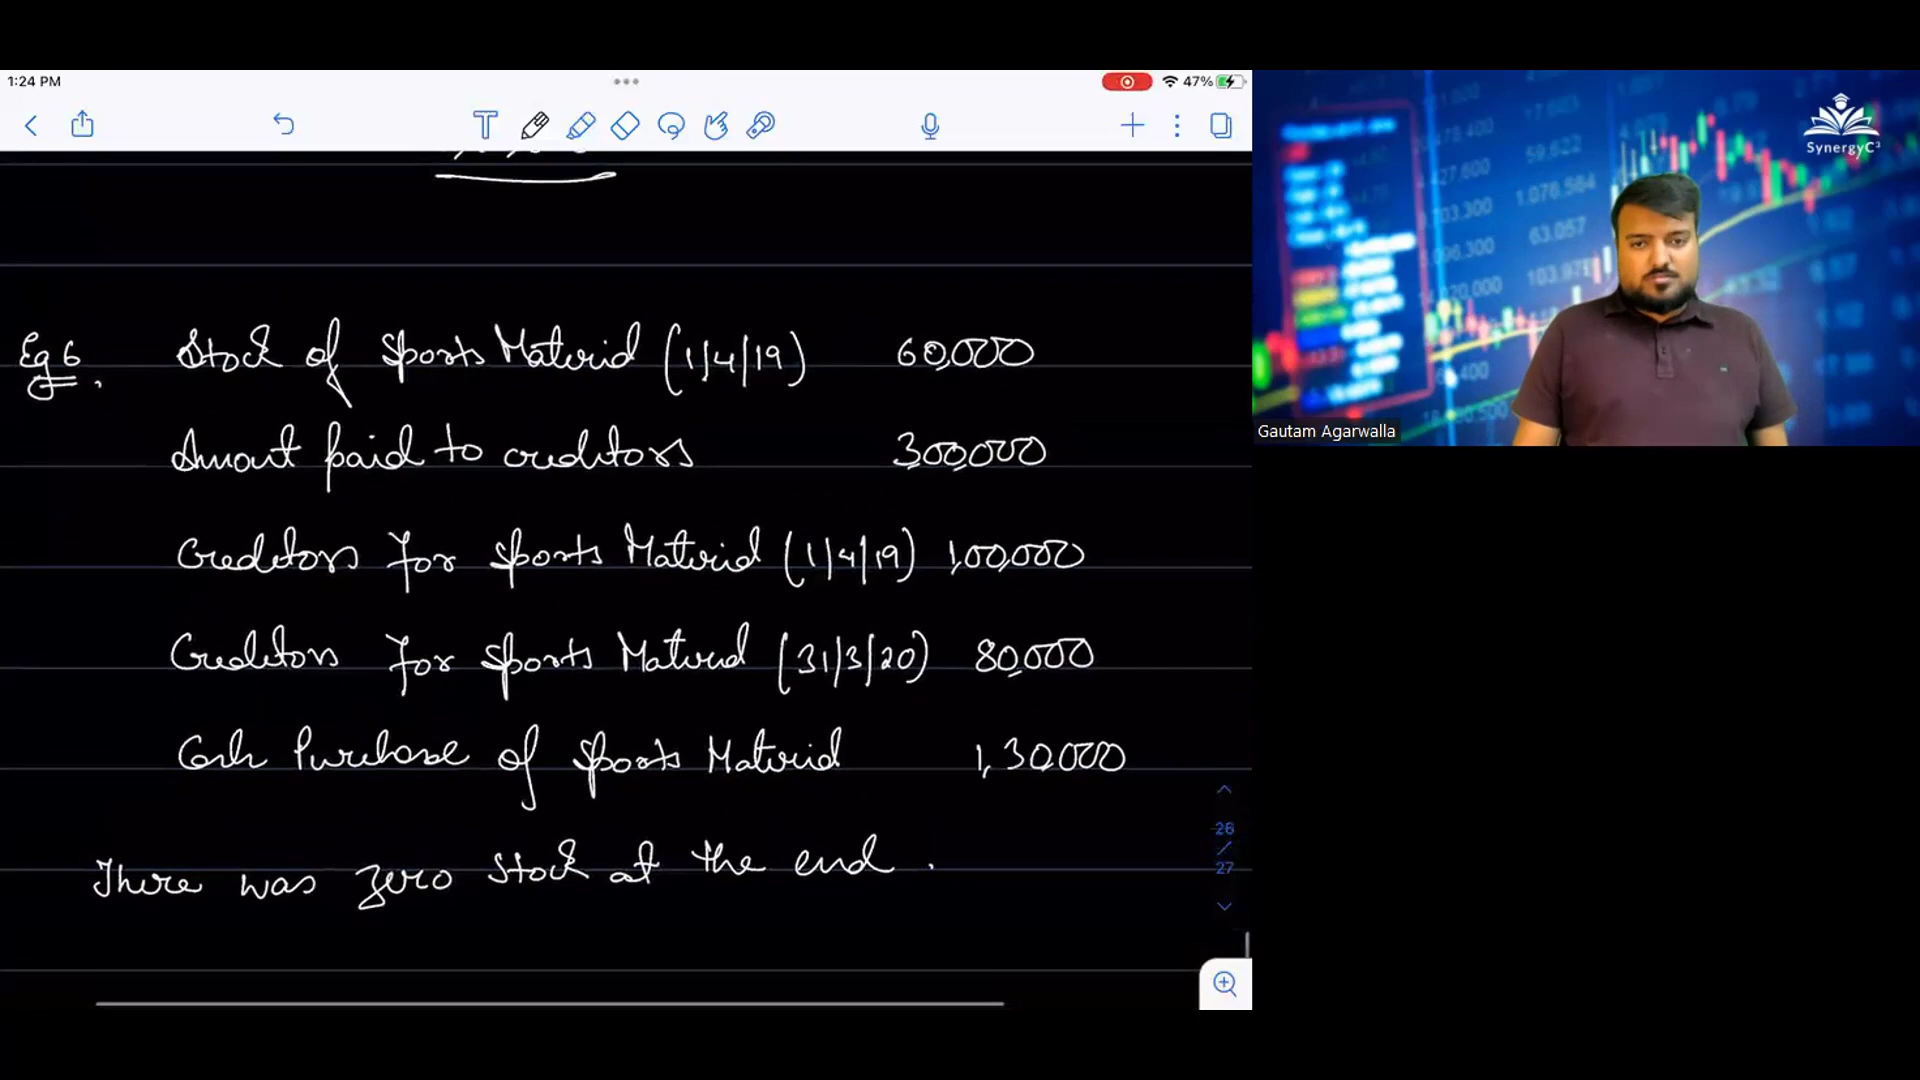 1:24 PM
47%
SynergyC³
Gautam Agarwalla
Eg 6. Stock of Sports Material (1/4/19) 60,000
Amount paid to creditors 3,00,000
Creditors for sports Material (1/4/19) 1,00,000
Creditors for sports Material (31/3/20) 80,000
Cash Purchase of Sports Material 1,30,000
There was zero stock at the end.
26
/
27